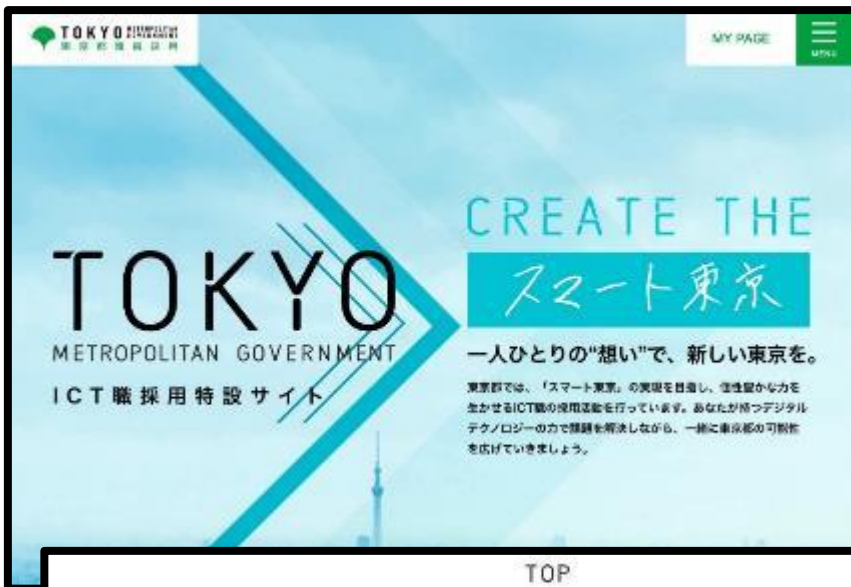 TOKYO METROPOLITAN GOVERNMENT
東京都職員採用
MY PAGE
MENU
TOKYO
METROPOLITAN GOVERNMENT
ICT職採用特設サイト
CREATE THE
スマート東京
一人ひとりの“想い”で、新しい東京を。
東京都では、「スマート東京」の実現を目指し、個性豊かな力を
生かせるICT職の採用活動を行っています。あなたが持つデジタル
テクノロジーの力で課題を解決しながら、一緒に東京都の可能性
を広げていきましょう。
TOP